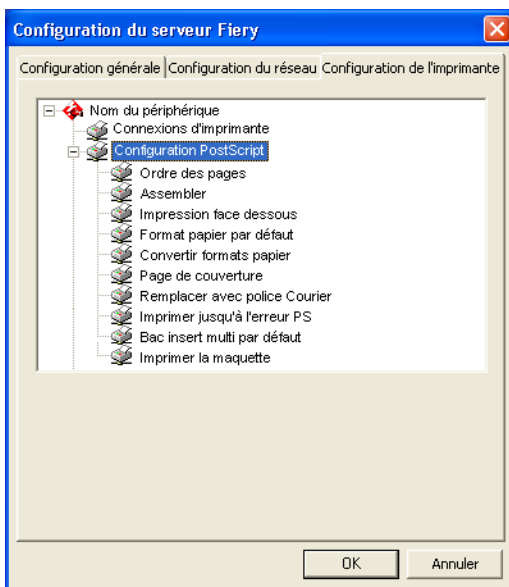 Configuration du serveur Fiery
Configuration générale Configuration du réseau Configuration de l'imprimante
Nom du périphérique
Connexions d'imprimante
Configuration PostScript
Ordre des pages
Assembler
Impression face dessous
Format papier par défaut
Convertir formats papier
Page de couverture
Remplacer avec police Courier
Imprimer jusqu'à l'erreur PS
Bac insert multi par défaut
Imprimer la maquette
OK Annuler